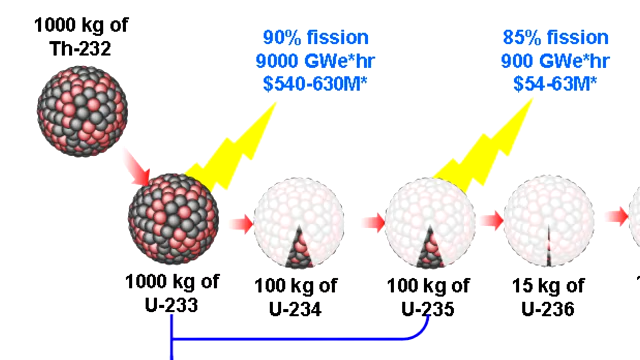 1000 kg of
Th-232
90% fission
9000 GWe*hr
$540-630M*
85% fission
900 GWe*hr
$54-63M*
1000 kg of
U-233
100 kg of
U-234
100 kg of
U-235
15 kg of
U-236